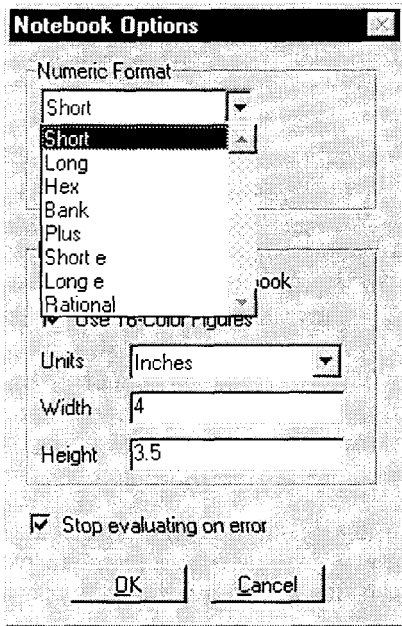 Notebook Options
Numeric Format
Short
Short
Long
Hex
Bank
Plus
Short e
Long e
Rational
ook
Use 16-Color Figures
Units Inches
Width 4
Height 3.5
Stop evaluating on error
OK Cancel